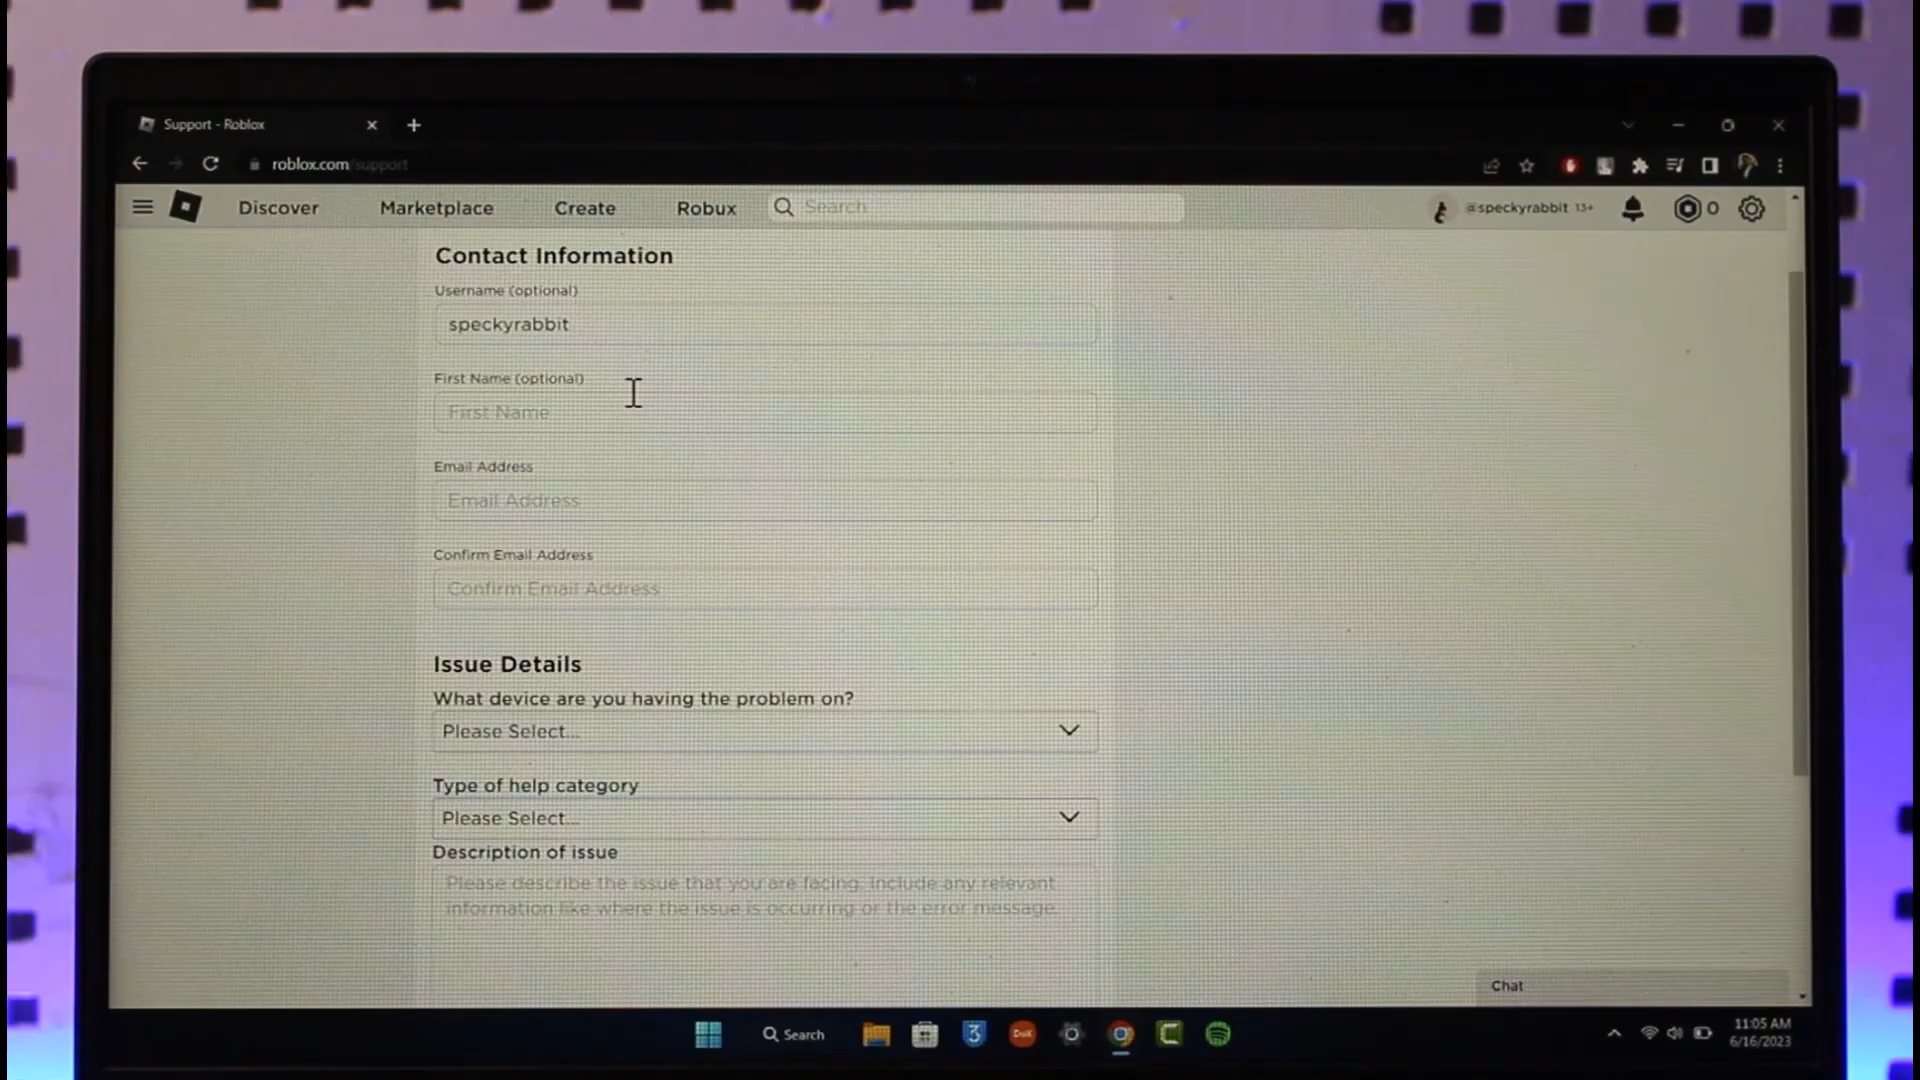 Support - Roblox
roblox.com/support
Discover Marketplace Create Robux Search @speckyrabbit 13+ 0
Contact Information
Username (optional)
speckyrabbit
First Name (optional)
First Name
Email Address
Email Address
Confirm Email Address
Confirm Email Address
Issue Details
What device are you having the problem on?
Please Select...
Type of help category
Please Select...
Description of issue
Please describe the issue that you are facing. Include any relevant
information like where the issue is occurring or the error message.
Chat
Search
11:05 AM
6/16/2023